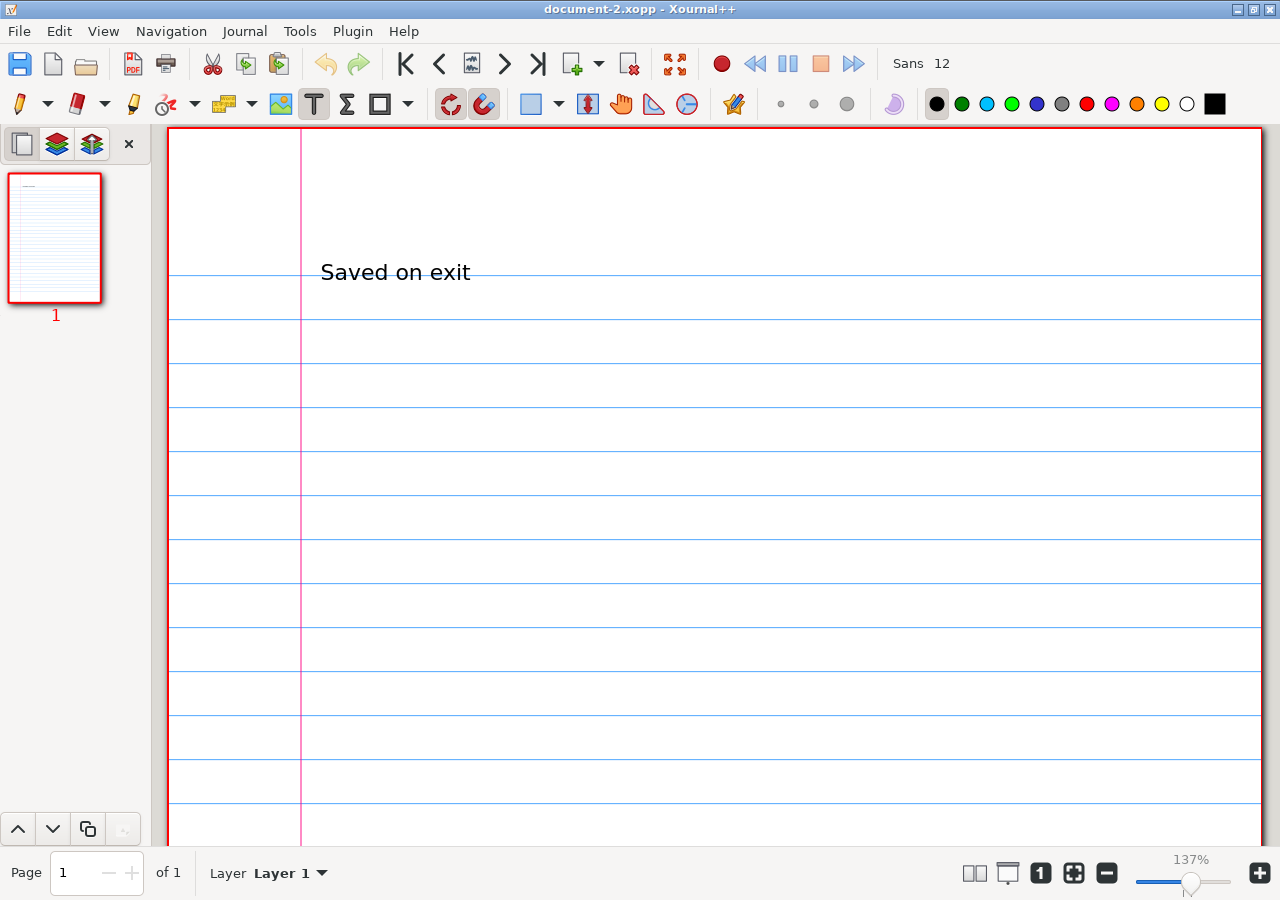 document-2.xopp - Xournal++
File Edit View Navigation Journal Tools Plugin Help
Sans 12
Saved on exit
1
Page 1 of 1 Layer Layer 1
137%